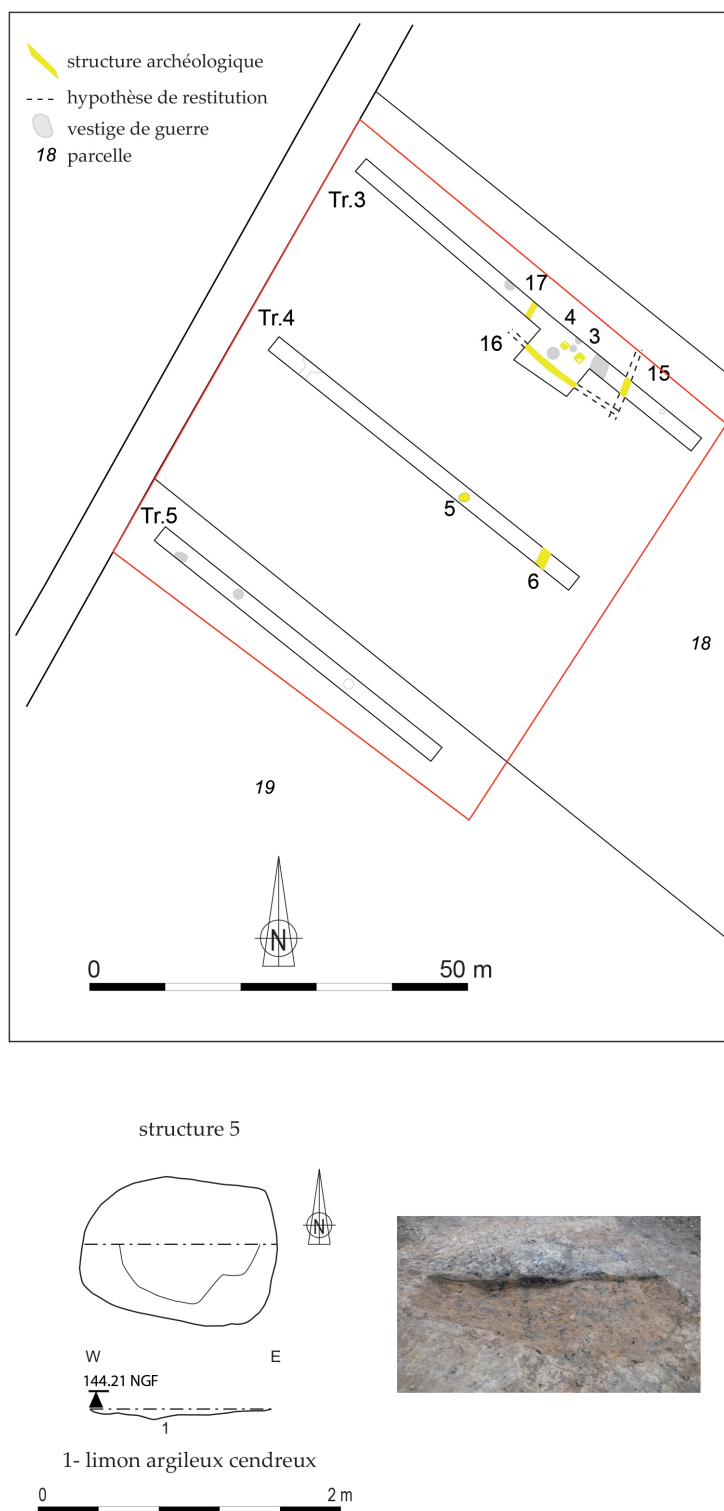 structure archéologique
hypothèse de restitution
vestige de guerre
18 parcelle
Tr.3
17
4
3
16
15
Tr.4
5
6
Tr.5
18
19
N
0 50 m
structure 5
N
W E
144.21 NGF
1
1- limon argileux cendreux
0 2 m